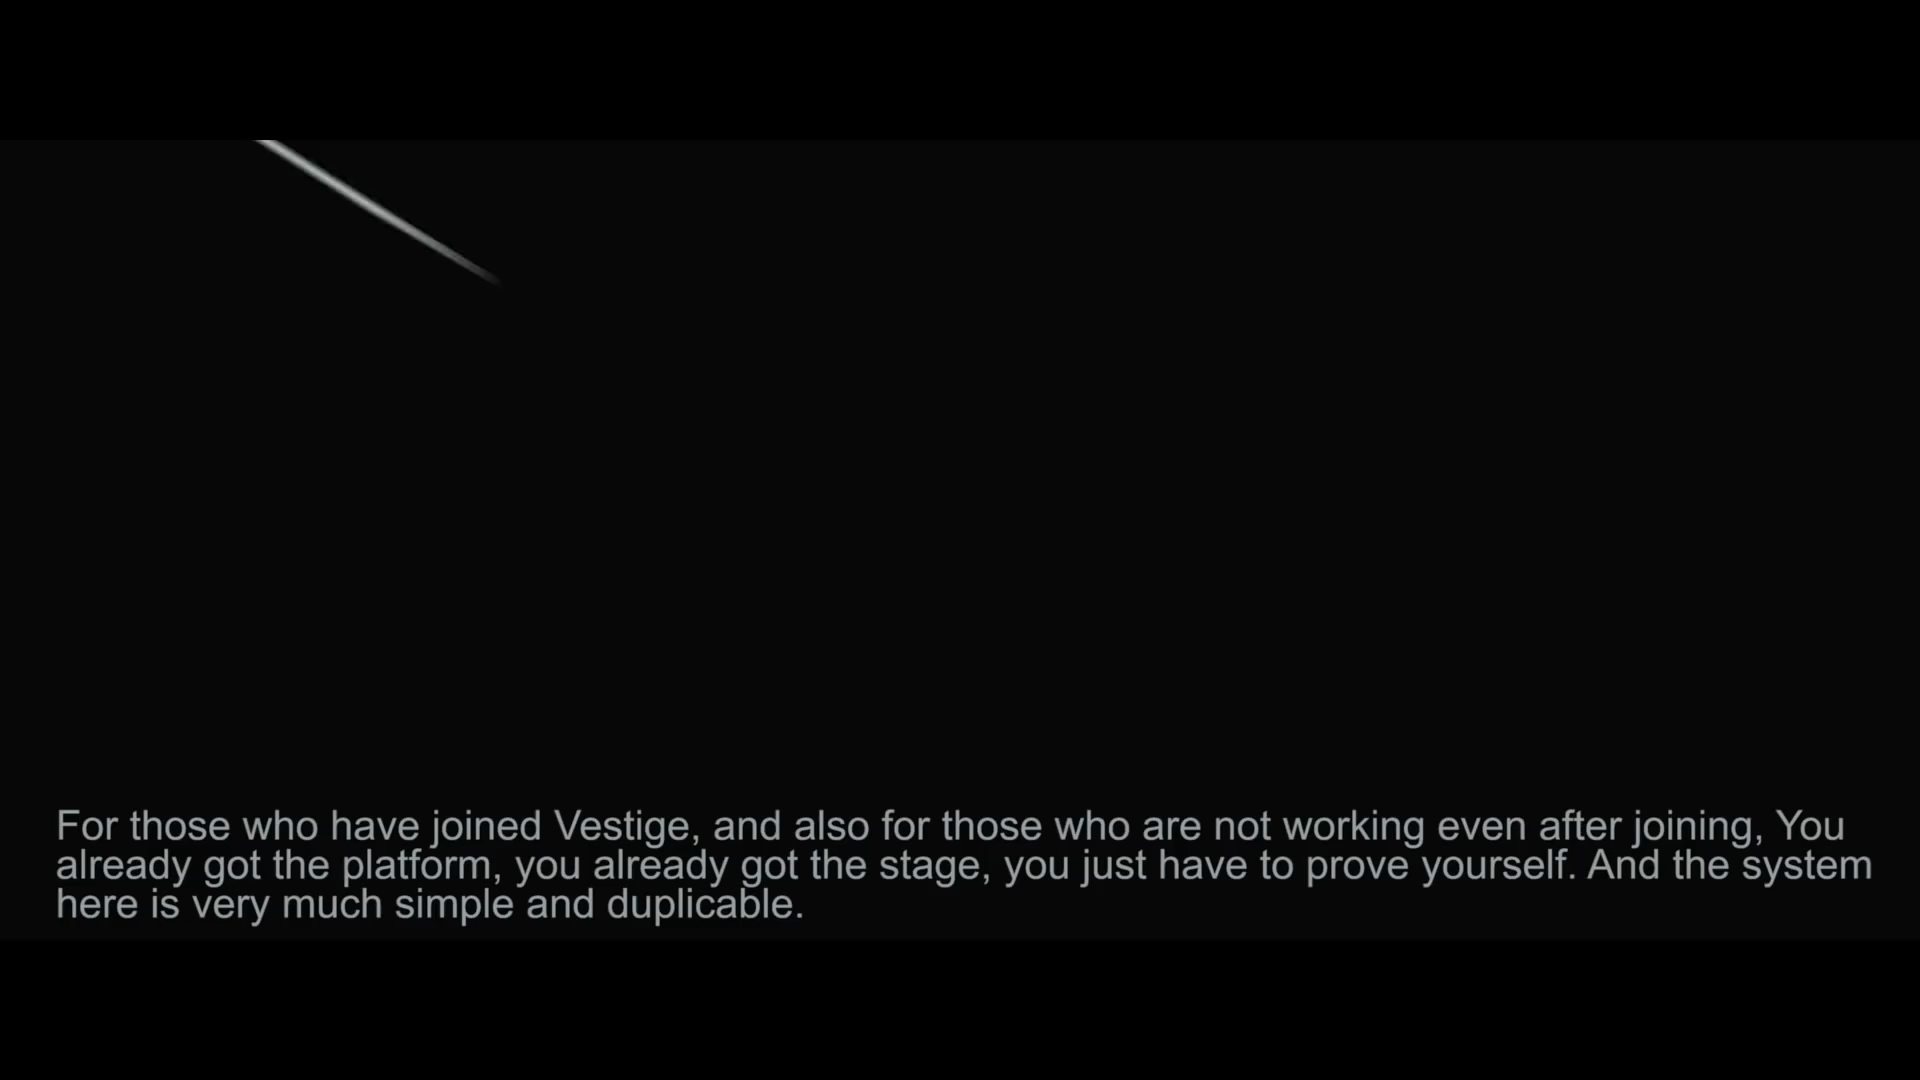 For those who have joined Vestige, and also for those who are not working even after joining, You
already got the platform, you already got the stage, you just have to prove yourself. And the system
here is very much simple and duplicable.